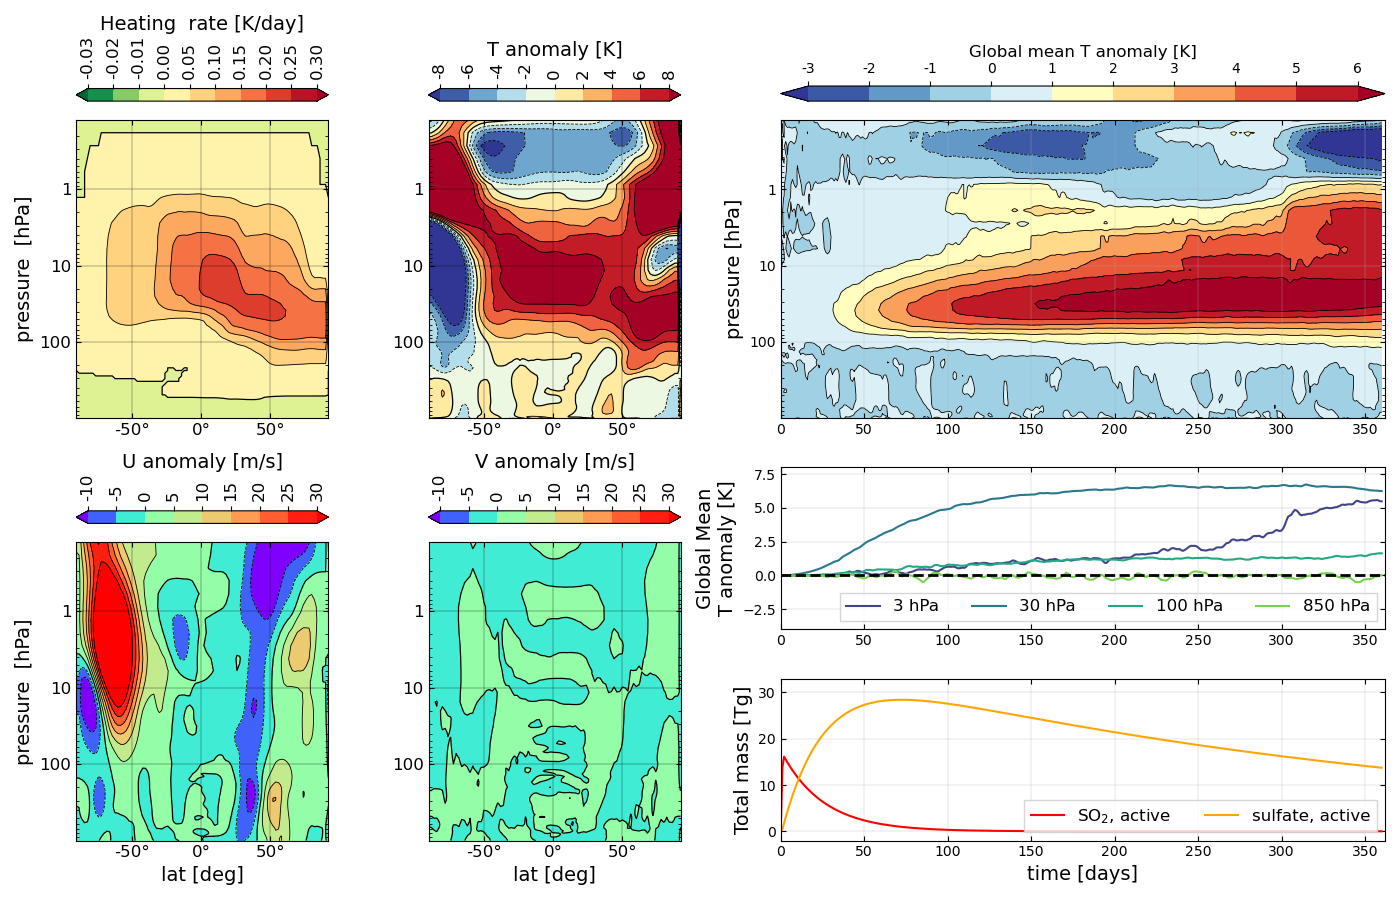 Heating  rate [K/day]
-0.03 -0.02 -0.01 0.00 0.05 0.10 0.15 0.20 0.25 0.30
pressure  [hPa]
1
10
100
-50° 0° 50°
T anomaly [K]
-8 -6 -4 -2 0 2 4 6 8
1
10
100
-50° 0° 50°
Global mean T anomaly [K]
-3 -2 -1 0 1 2 3 4 5 6
pressure  [hPa]
1
10
100
0 50 100 150 200 250 300 350
U anomaly [m/s]
-10 -5 0 5 10 15 20 25 30
pressure  [hPa]
1
10
100
-50° 0° 50°
lat [deg]
V anomaly [m/s]
-10 -5 0 5 10 15 20 25 30
1
10
100
-50° 0° 50°
lat [deg]
Global Mean
T anomaly [K]
7.5
5.0
2.5
0.0
−2.5
3 hPa 30 hPa 100 hPa 850 hPa
Total mass [Tg]
30
20
10
0
SO₂, active sulfate, active
0 50 100 150 200 250 300 350
time [days]